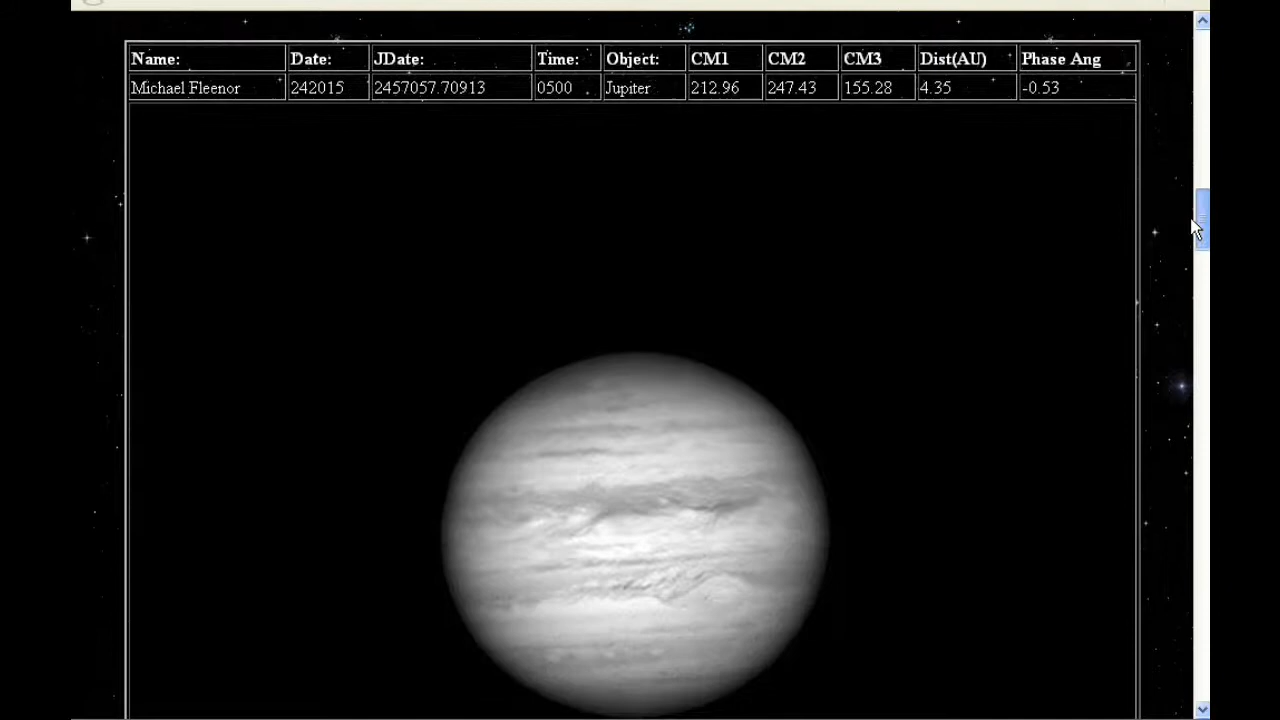 Name: Date: JDate: Time: Object: CM1 CM2 CM3 Dist(AU) Phase Ang
Michael Fleenor 242015 2457057.70913 0500 Jupiter 212.96 247.43 155.28 4.35 -0.53